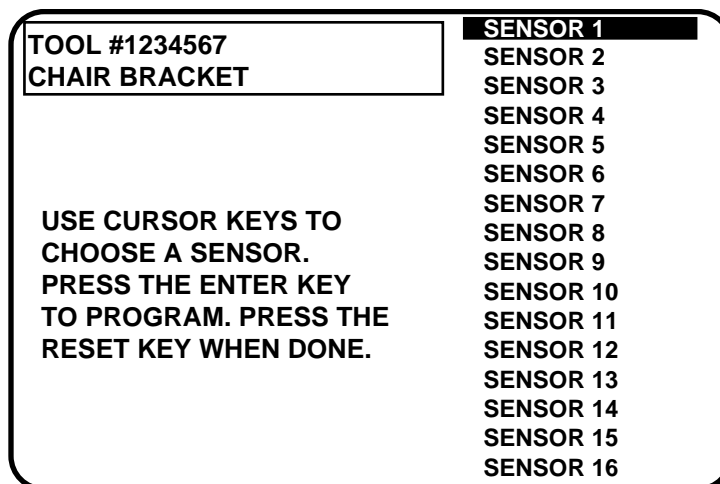 TOOL #1234567
CHAIR BRACKET
USE CURSOR KEYS TO
CHOOSE A SENSOR.
PRESS THE ENTER KEY
TO PROGRAM. PRESS THE
RESET KEY WHEN DONE.
SENSOR 1
SENSOR 2
SENSOR 3
SENSOR 4
SENSOR 5
SENSOR 6
SENSOR 7
SENSOR 8
SENSOR 9
SENSOR 10
SENSOR 11
SENSOR 12
SENSOR 13
SENSOR 14
SENSOR 15
SENSOR 16